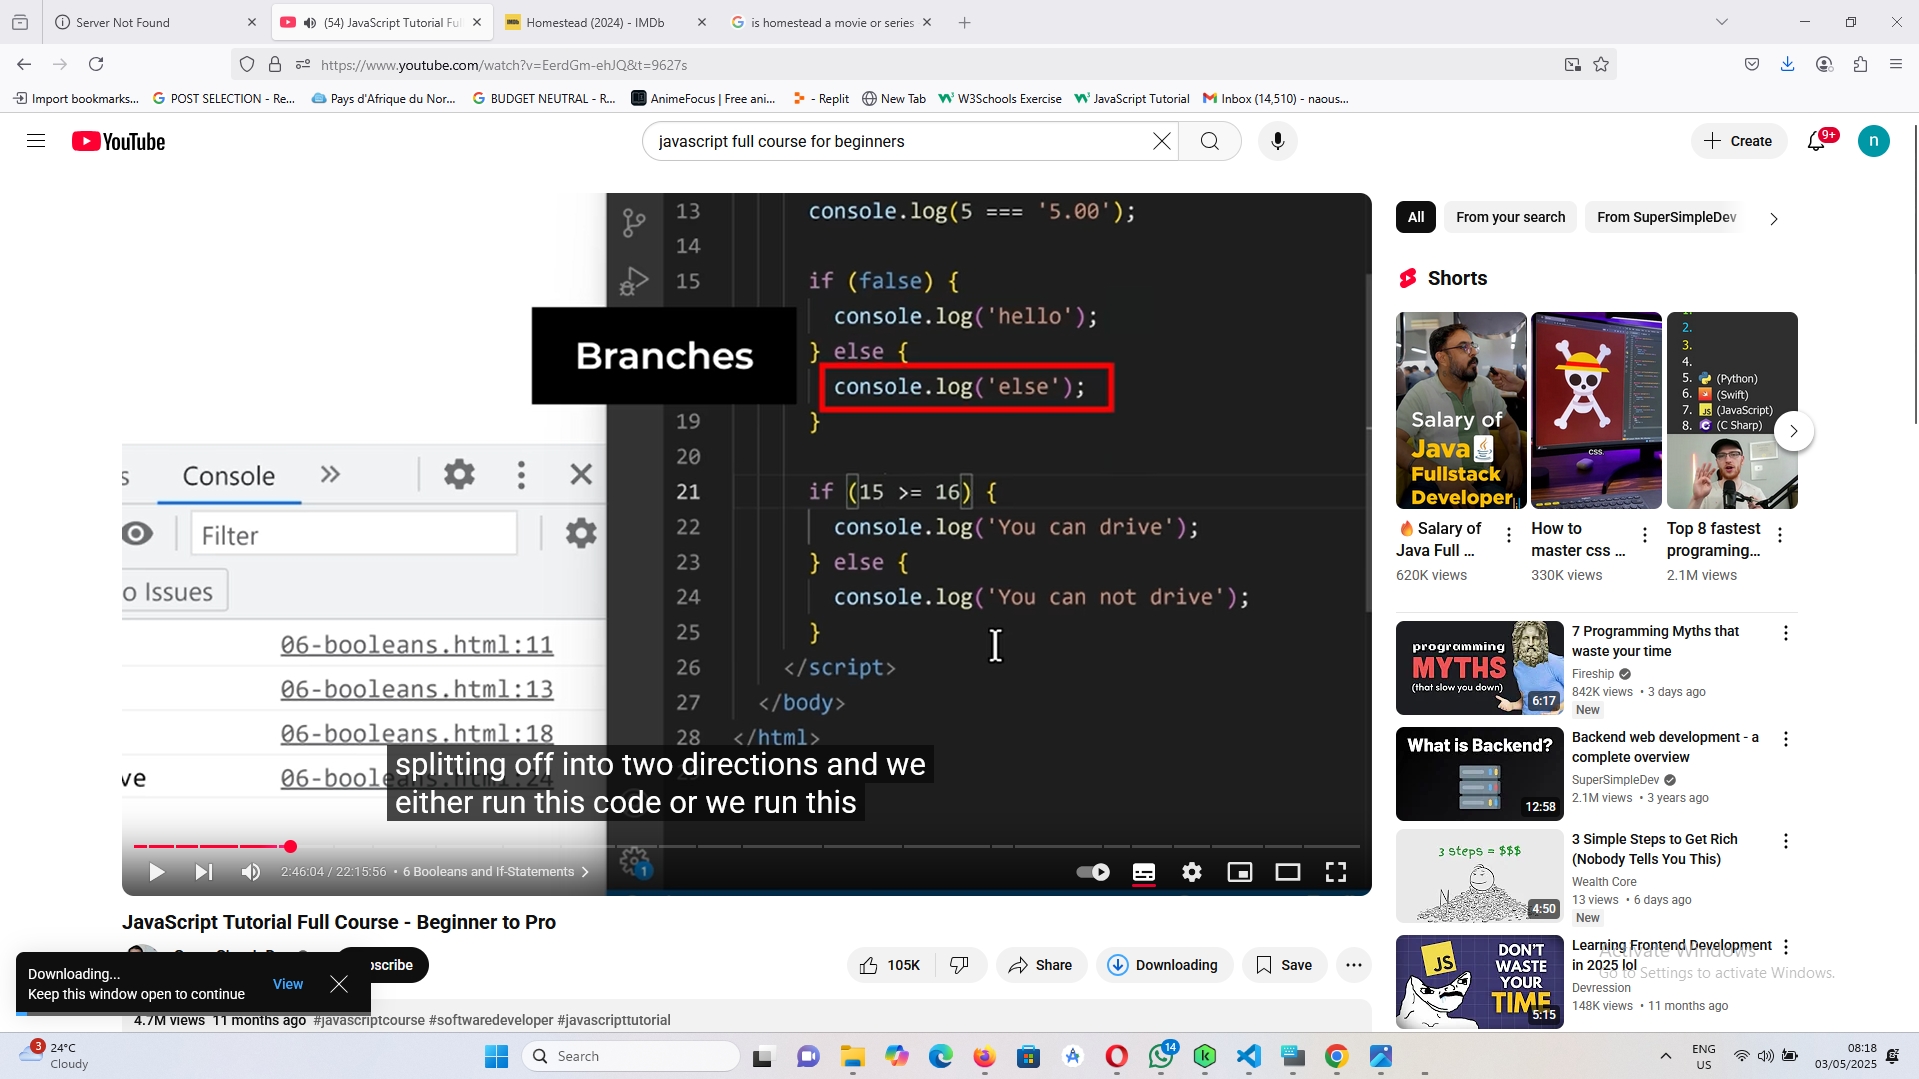 Server Not Found
(54) JavaScript Tutorial Ful
Homestead (2024) - IMDb
is homestead a movie or series
https://www.youtube.com/watch?v=EerdGm-ehJQ&t=9627s
Import bookmarks...
POST SELECTION - Re...
Pays d'Afrique du Nor...
BUDGET NEUTRAL - R...
AnimeFocus | Free ani...
- Replit
New Tab
W3Schools Exercise
JavaScript Tutorial
Inbox (14,510) - naous...
YouTube
javascript full course for beginners
Create
9+
n
13 console.log(5 === '5.00');
14
15 if (false) {
console.log('hello');
} else {
Branches
console.log('else');
19 }
20
21 if (15 >= 16) {
22 console.log('You can drive');
23 } else {
24 console.log('You can not drive');
25 }
26 </script>
27 </body>
28 </html>
s
Console
Filter
o Issues
06-booleans.html:11
06-booleans.html:13
06-booleans.html:18
ve 06-booleans.html:24
splitting off into two directions and we
either run this code or we run this
1
2:46:04 / 22:15:56 • 6 Booleans and If-Statements
JavaScript Tutorial Full Course - Beginner to Pro
scribe
105K
Share
Downloading
Save
Downloading...
Keep this window open to continue
View
4.7M views 11 months ago #javascriptcourse #softwaredeveloper #javascripttutorial
All
From your search
From SuperSimpleDev
Shorts
Salary of
Java
Fullstack
Developer
CSS
1.
2.
3.
4.
5. (Python)
6. (Swift)
7. JS (JavaScript)
8. (C Sharp)
Salary of
Java Full ...
620K views
How to
master css ...
330K views
Top 8 fastest
programing...
2.1M views
programming
MYTHS
(that slow you down)
6:17
7 Programming Myths that
waste your time
Fireship
842K views • 3 days ago
New
What is Backend?
12:58
Backend web development - a
complete overview
SuperSimpleDev
2.1M views • 3 years ago
3 steps = $$$
4:50
3 Simple Steps to Get Rich
(Nobody Tells You This)
Wealth Core
13 views • 6 days ago
New
JS
DON'T
WASTE
YOUR
TIME
5:15
Learning Frontend Development
in 2025 lol
Devression
148K views • 11 months ago
Activate Windows
Go to Settings to activate Windows.
3
24°C
Cloudy
Search
14
ENG
US
08:18
03/05/2025